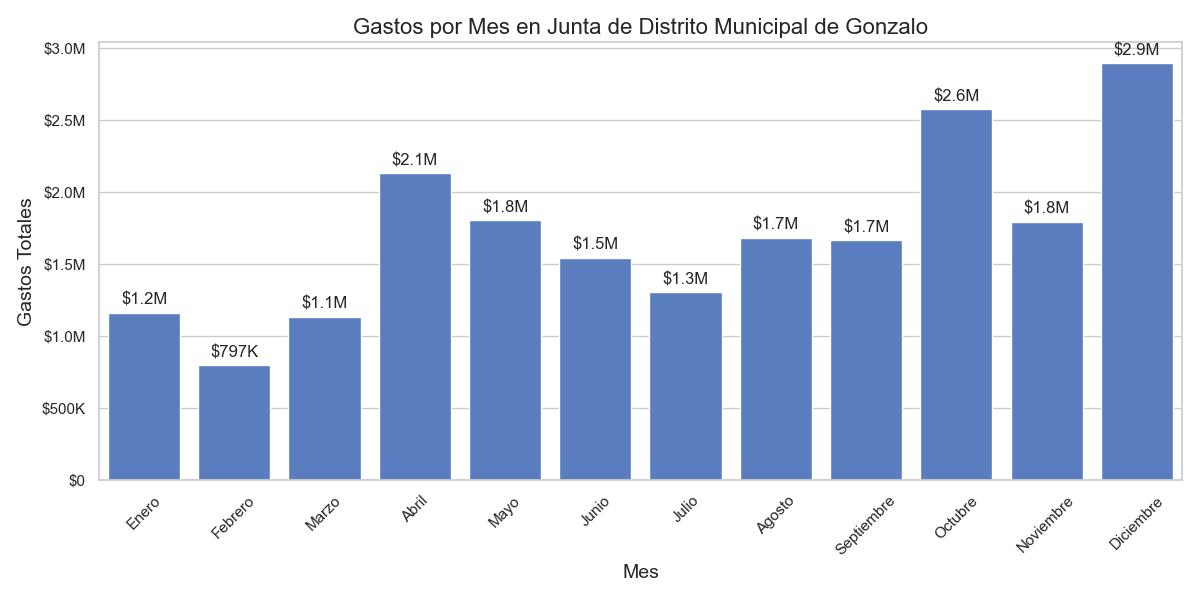 Gastos por Mes en Junta de Distrito Municipal de Gonzalo
Gastos Totales
$3.0M
$2.5M
$2.0M
$1.5M
$1.0M
$500K
$0
$1.2M
$797K
$1.1M
$2.1M
$1.8M
$1.5M
$1.3M
$1.7M
$1.7M
$2.6M
$1.8M
$2.9M
Enero
Febrero
Marzo
Abril
Mayo
Junio
Julio
Agosto
Septiembre
Octubre
Noviembre
Diciembre
Mes